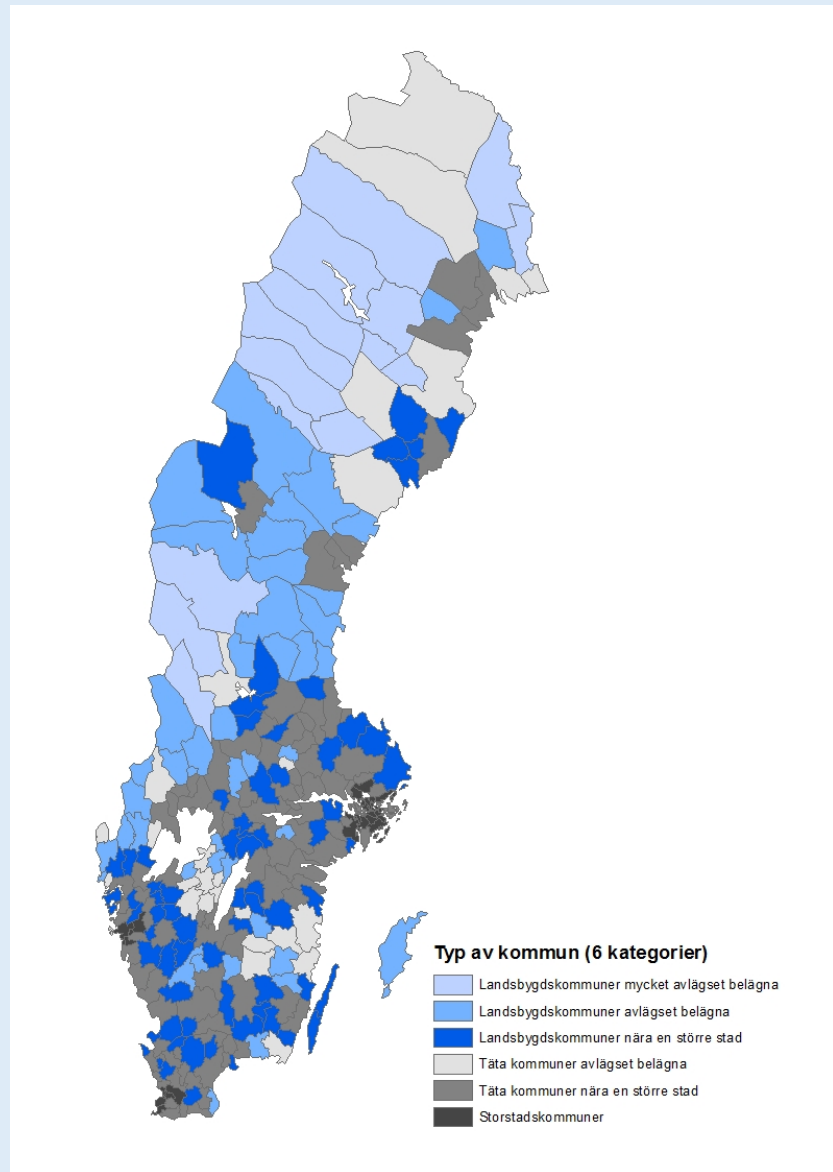 Typ av kommun (6 kategorier)
Landsbygdskommuner mycket avlägset belägna
Landsbygdskommuner avlägset belägna
Landsbygdskommuner nära en större stad
Täta kommuner avlägset belägna
Täta kommuner nära en större stad
Storstadskommuner